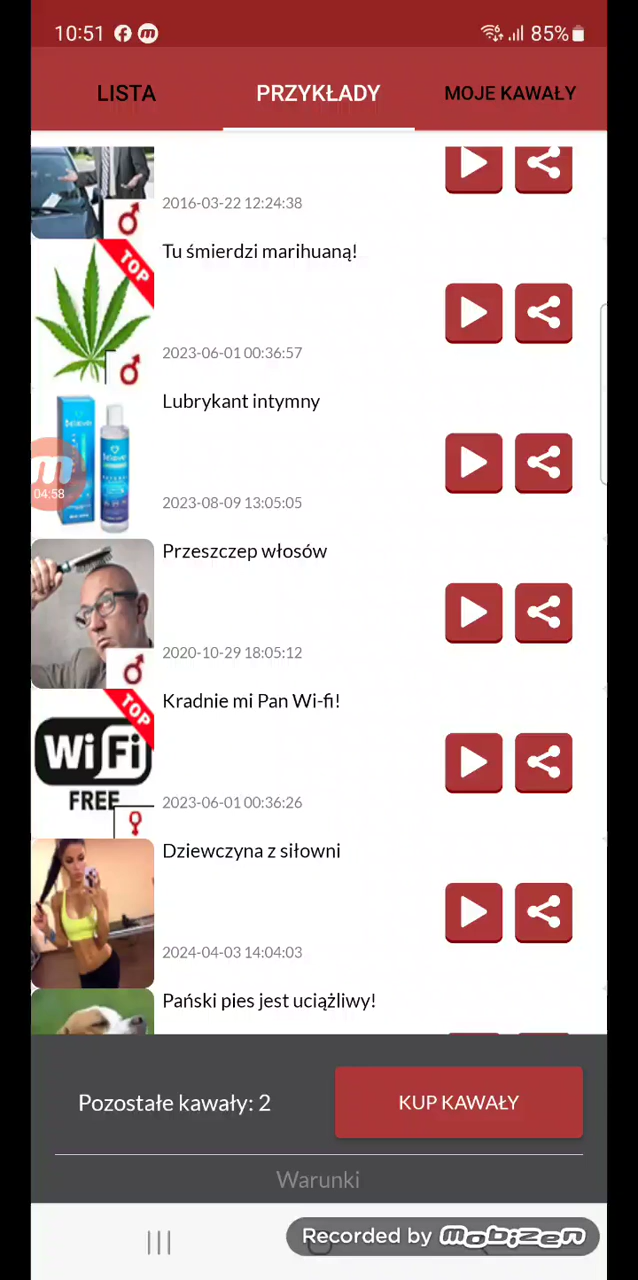 10:51
85%
LISTA
PRZYKŁADY
MOJE KAWAŁY
2016-03-22 12:24:38
TOP
Tu śmierdzi marihuaną!
2023-06-01 00:36:57
Lubrykant intymny
04:58
2023-08-09 13:05:05
Przeszczep włosów
2020-10-29 18:05:12
TOP
Wi Fi
FREE
Kradnie mi Pan Wi-fi!
2023-06-01 00:36:26
Dziewczyna z siłowni
2024-04-03 14:04:03
Pański pies jest uciążliwy!
Pozostałe kawały: 2
KUP KAWAŁY
Warunki
Recorded by mobizen